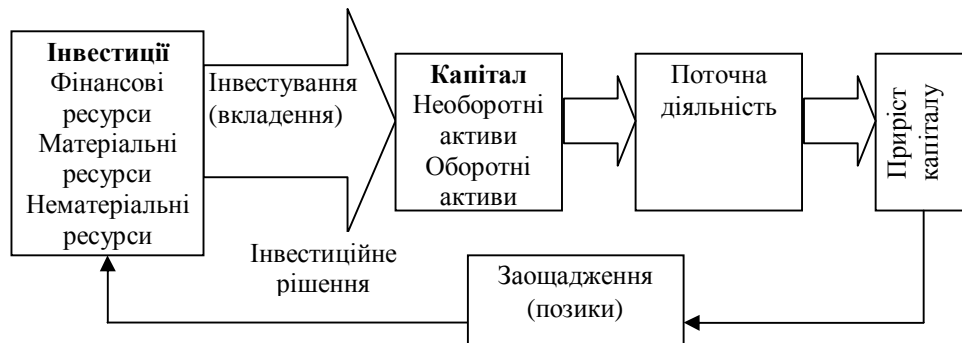 Інвестиції
Фінансові
ресурси
Матеріальні
ресурси
Нематеріальні
ресурси
Інвестування
(вкладення)
Інвестиційне
рішення
Капітал
Необоротні
активи
Оборотні
активи
Поточна
діяльність
Приріст
капіталу
Заощадження
(позики)